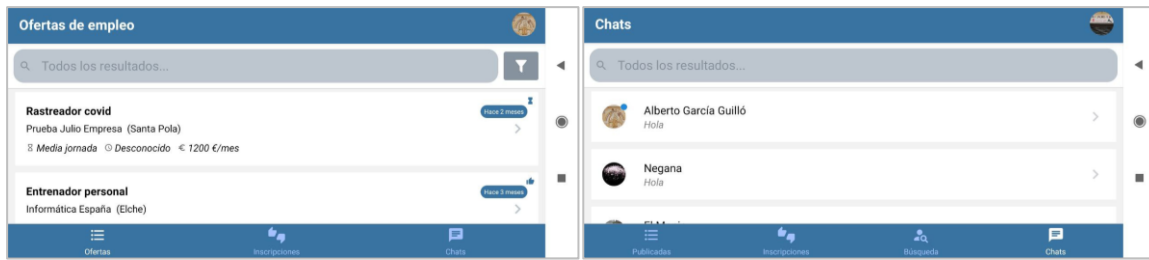 Ofertas de empleo
Todos los resultados...
Rastreador covid
Hace 2 meses
Prueba Julio Empresa (Santa Pola)
Media jornada Desconocido € 1200 €/mes
Entrenador personal
Hace 3 meses
Informática España (Elche)
Ofertas
Inscripciones
Chats
Chats
Todos los resultados...
Alberto García Guilló
Hola
Negana
Hola
Publicadas
Inscripciones
Búsqueda
Chats